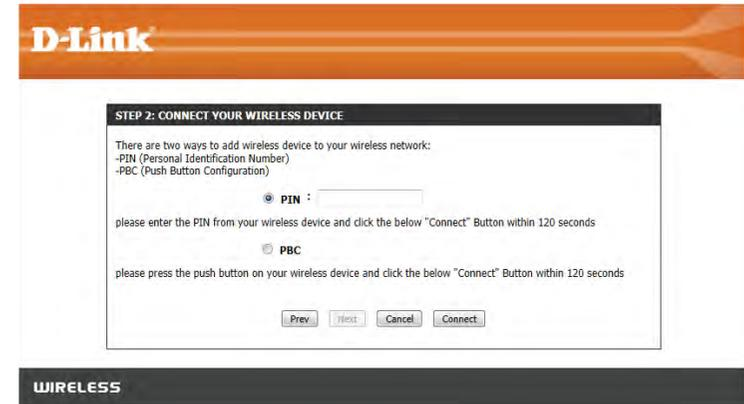 D-Link
STEP 2: CONNECT YOUR WIRELESS DEVICE
There are two ways to add wireless device to your wireless network:
-PIN (Personal Identification Number)
-PBC (Push Button Configuration)
PIN :
please enter the PIN from your wireless device and click the below "Connect" Button within 120 seconds
PBC
please press the push button on your wireless device and click the below "Connect" Button within 120 seconds
Prev Next Cancel Connect
WIRELESS